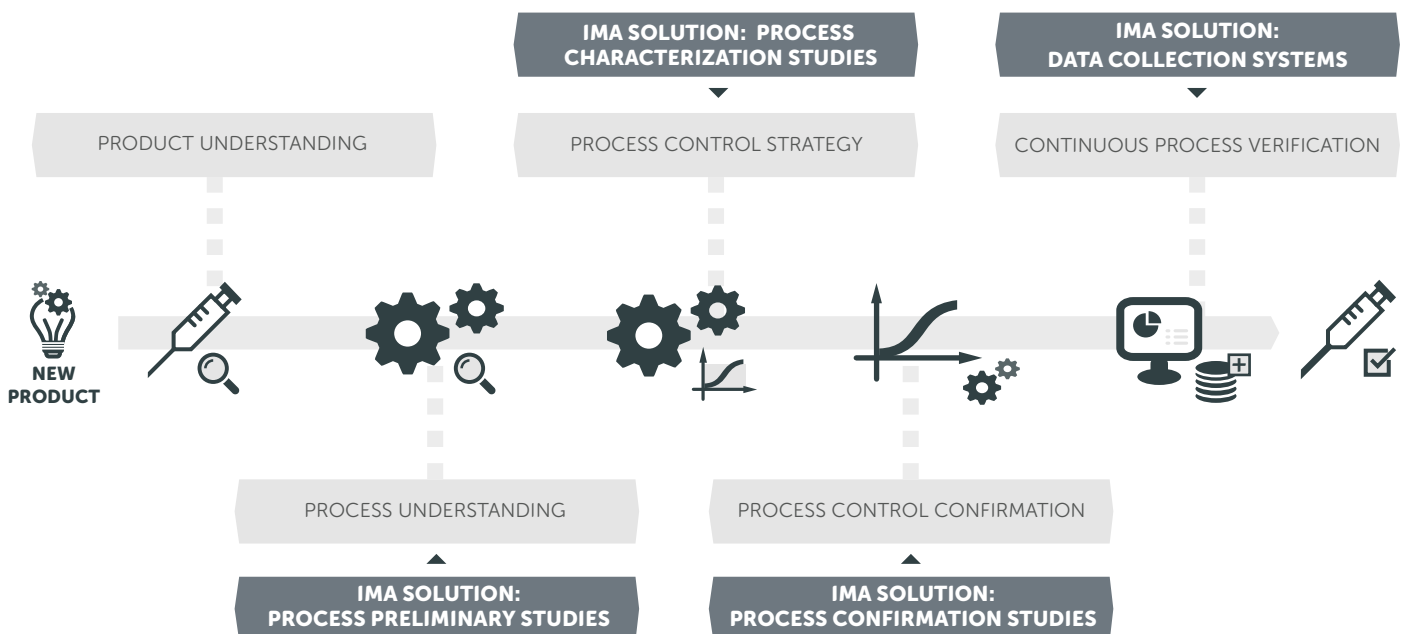 IMA SOLUTION: PROCESS
CHARACTERIZATION STUDIES
IMA SOLUTION:
DATA COLLECTION SYSTEMS
PRODUCT UNDERSTANDING
PROCESS CONTROL STRATEGY
CONTINUOUS PROCESS VERIFICATION
NEW
PRODUCT
PROCESS UNDERSTANDING
PROCESS CONTROL CONFIRMATION
IMA SOLUTION:
PROCESS PRELIMINARY STUDIES
IMA SOLUTION:
PROCESS CONFIRMATION STUDIES